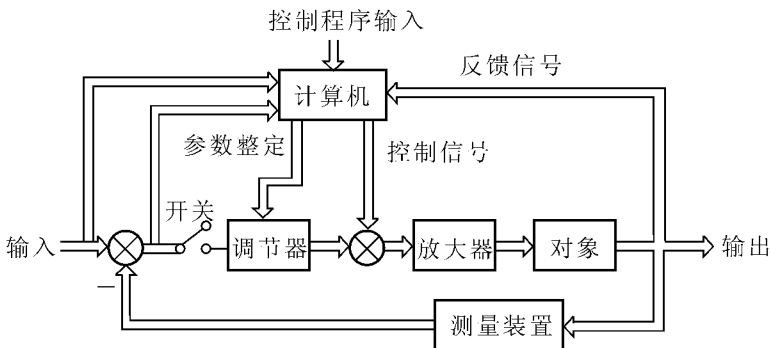 控制程序输入
反馈信号
计算机
参数整定
控制信号
开关
输入
调节器
放大器
对象
输出
−
测量装置